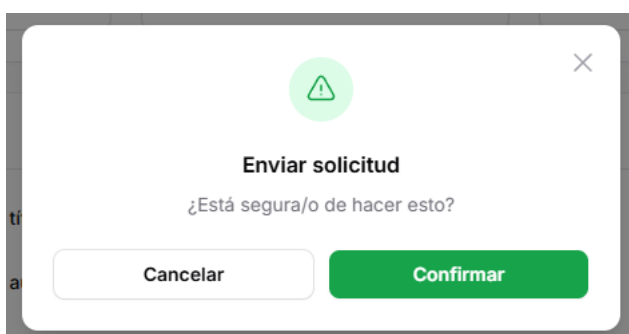 Enviar solicitud
¿Está segura/o de hacer esto?
Cancelar
Confirmar